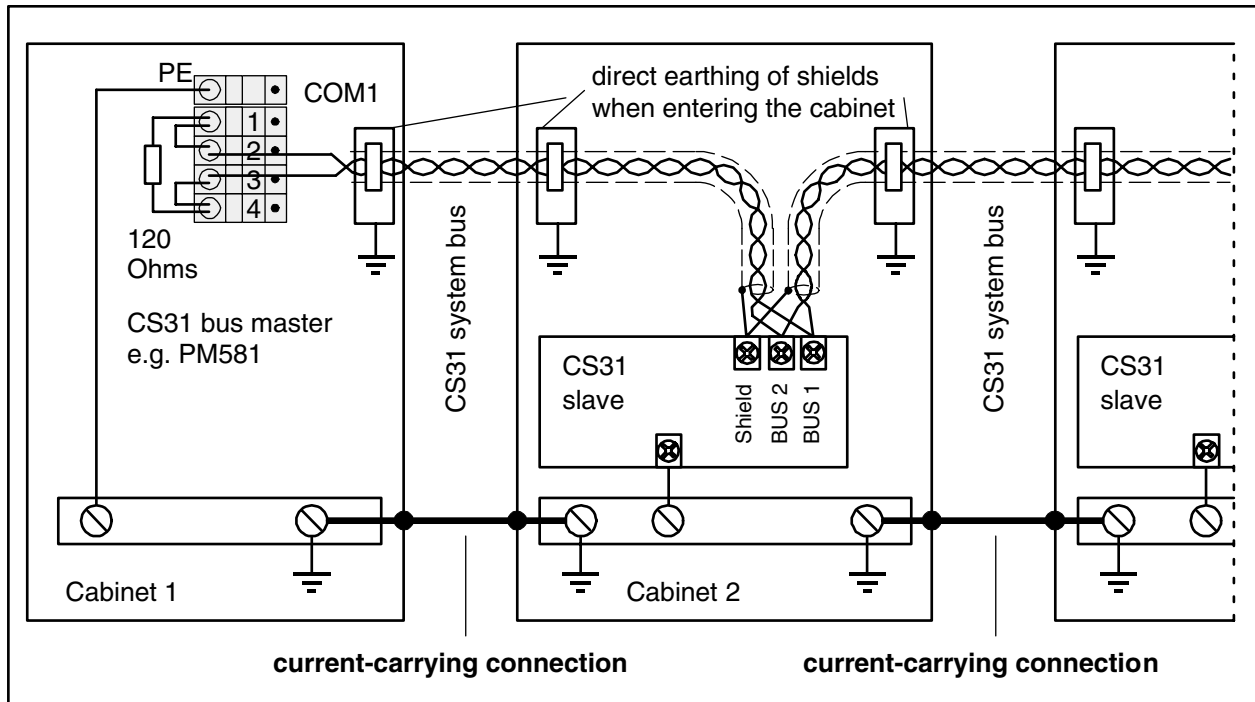 PE
COM1
1
2
3
4
120
Ohms
CS31 bus master
e.g. PM581
Cabinet 1
direct earthing of shields
when entering the cabinet
CS31 system bus
CS31
slave
Shield
BUS 2
BUS 1
Cabinet 2
CS31 system bus
CS31
slave
current-carrying connection
current-carrying connection